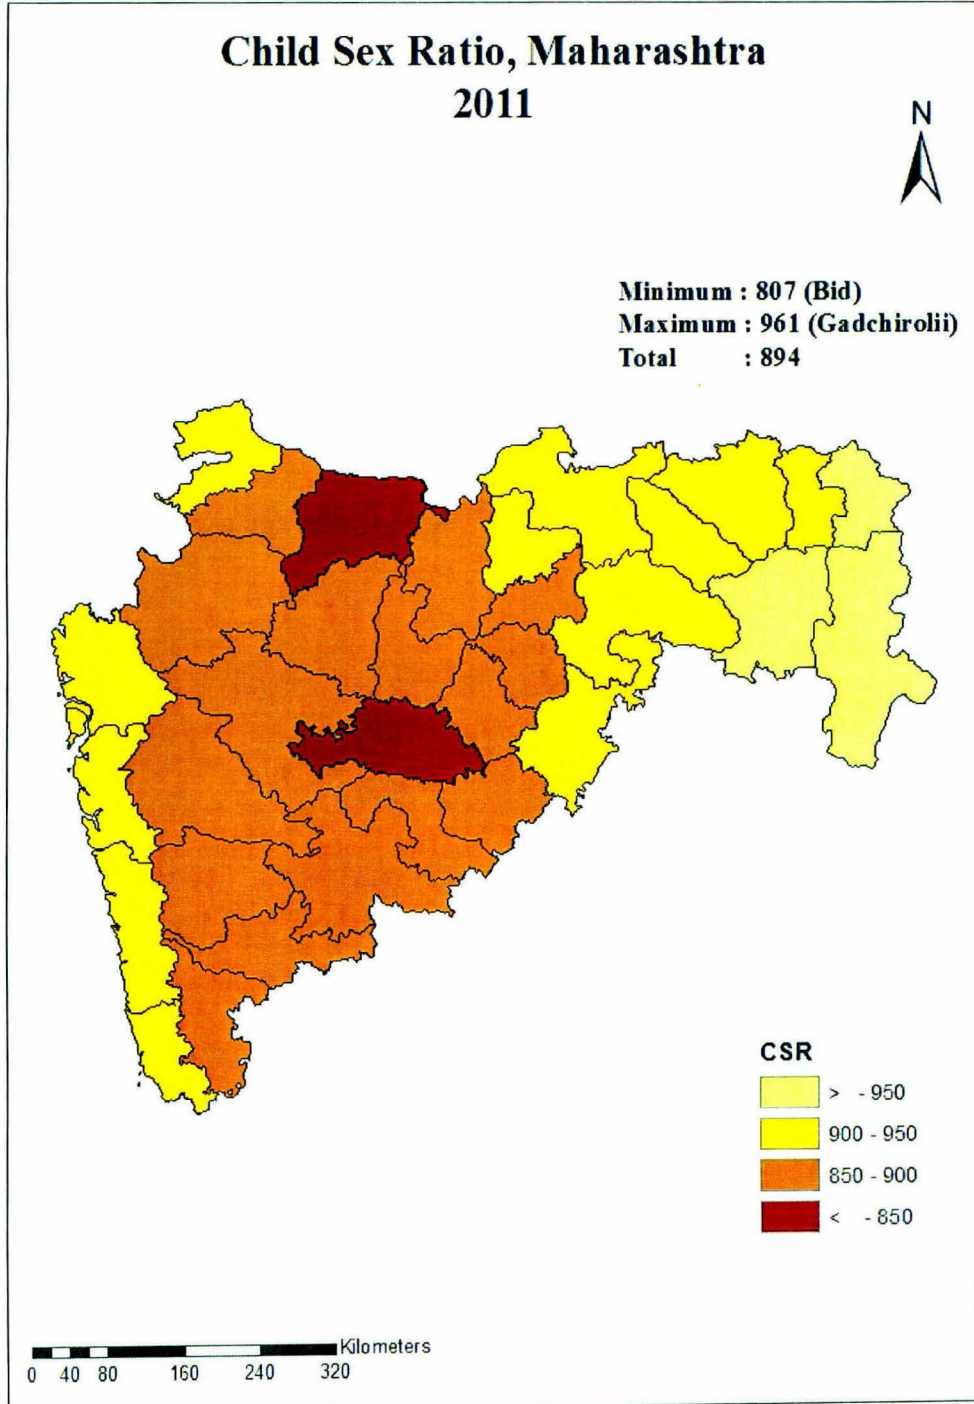 Child Sex Ratio, Maharashtra
2011
N
Minimum : 807 (Bid)
Maximum : 961 (Gadchirolii)
Total : 894
CSR
> - 950
900 - 950
850 - 900
< - 850
Kilometers
0 40 80 160 240 320